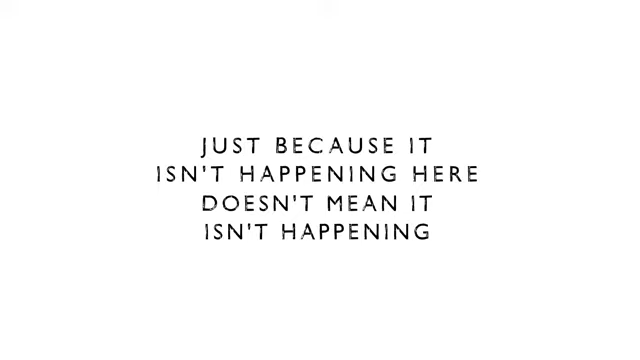 JUST BECAUSE IT
ISN'T HAPPENING HERE
DOESN'T MEAN IT
ISN'T HAPPENING